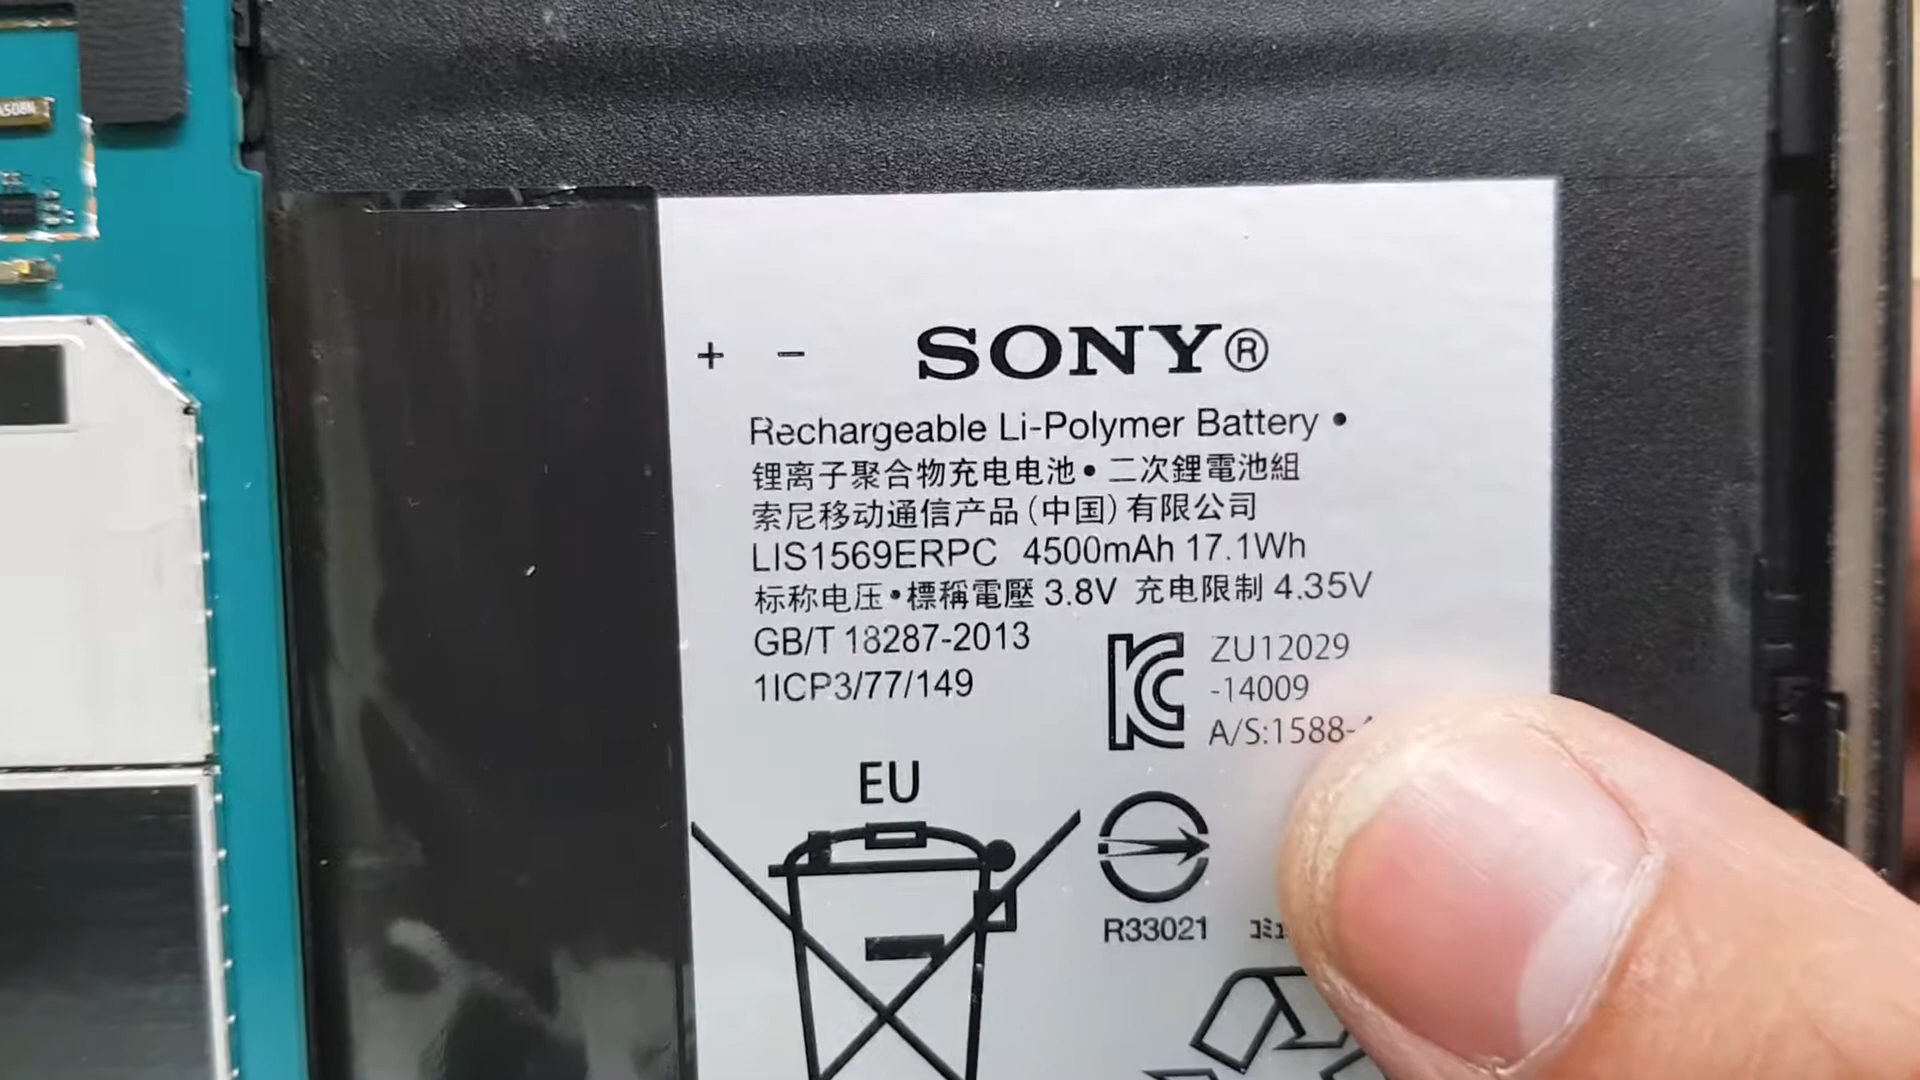 + − SONY®
Rechargeable Li-Polymer Battery •
锂离子聚合物充电电池 • 二次鋰電池組
索尼移动通信产品 (中国) 有限公司
LIS1569ERPC 4500mAh 17.1Wh
标称电压 • 標稱電壓 3.8V 充电限制 4.35V
GB/T 18287-2013
1ICP3/77/149
ZU12029
-14009
A/S:1588-
EU
R33021